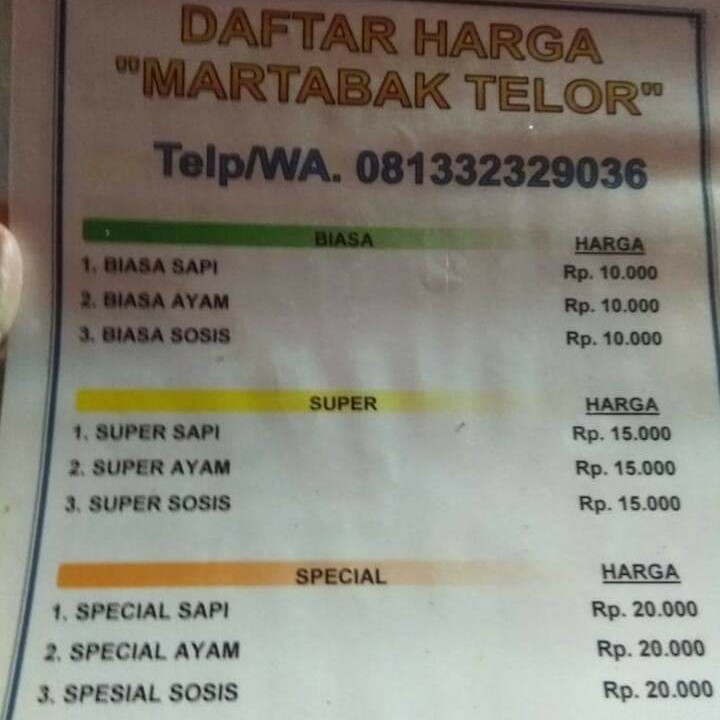 DAFTAR HARGA
"MARTABAK TELOR"
Telp/WA. 081332329036
BIASA HARGA
1. BIASA SAPI Rp. 10.000
2. BIASA AYAM Rp. 10.000
3. BIASA SOSIS Rp. 10.000
SUPER HARGA
1. SUPER SAPI Rp. 15.000
2. SUPER AYAM Rp. 15.000
3. SUPER SOSIS Rp. 15.000
SPECIAL HARGA
1. SPECIAL SAPI Rp. 20.000
2. SPECIAL AYAM Rp. 20.000
3. SPESIAL SOSIS Rp. 20.000